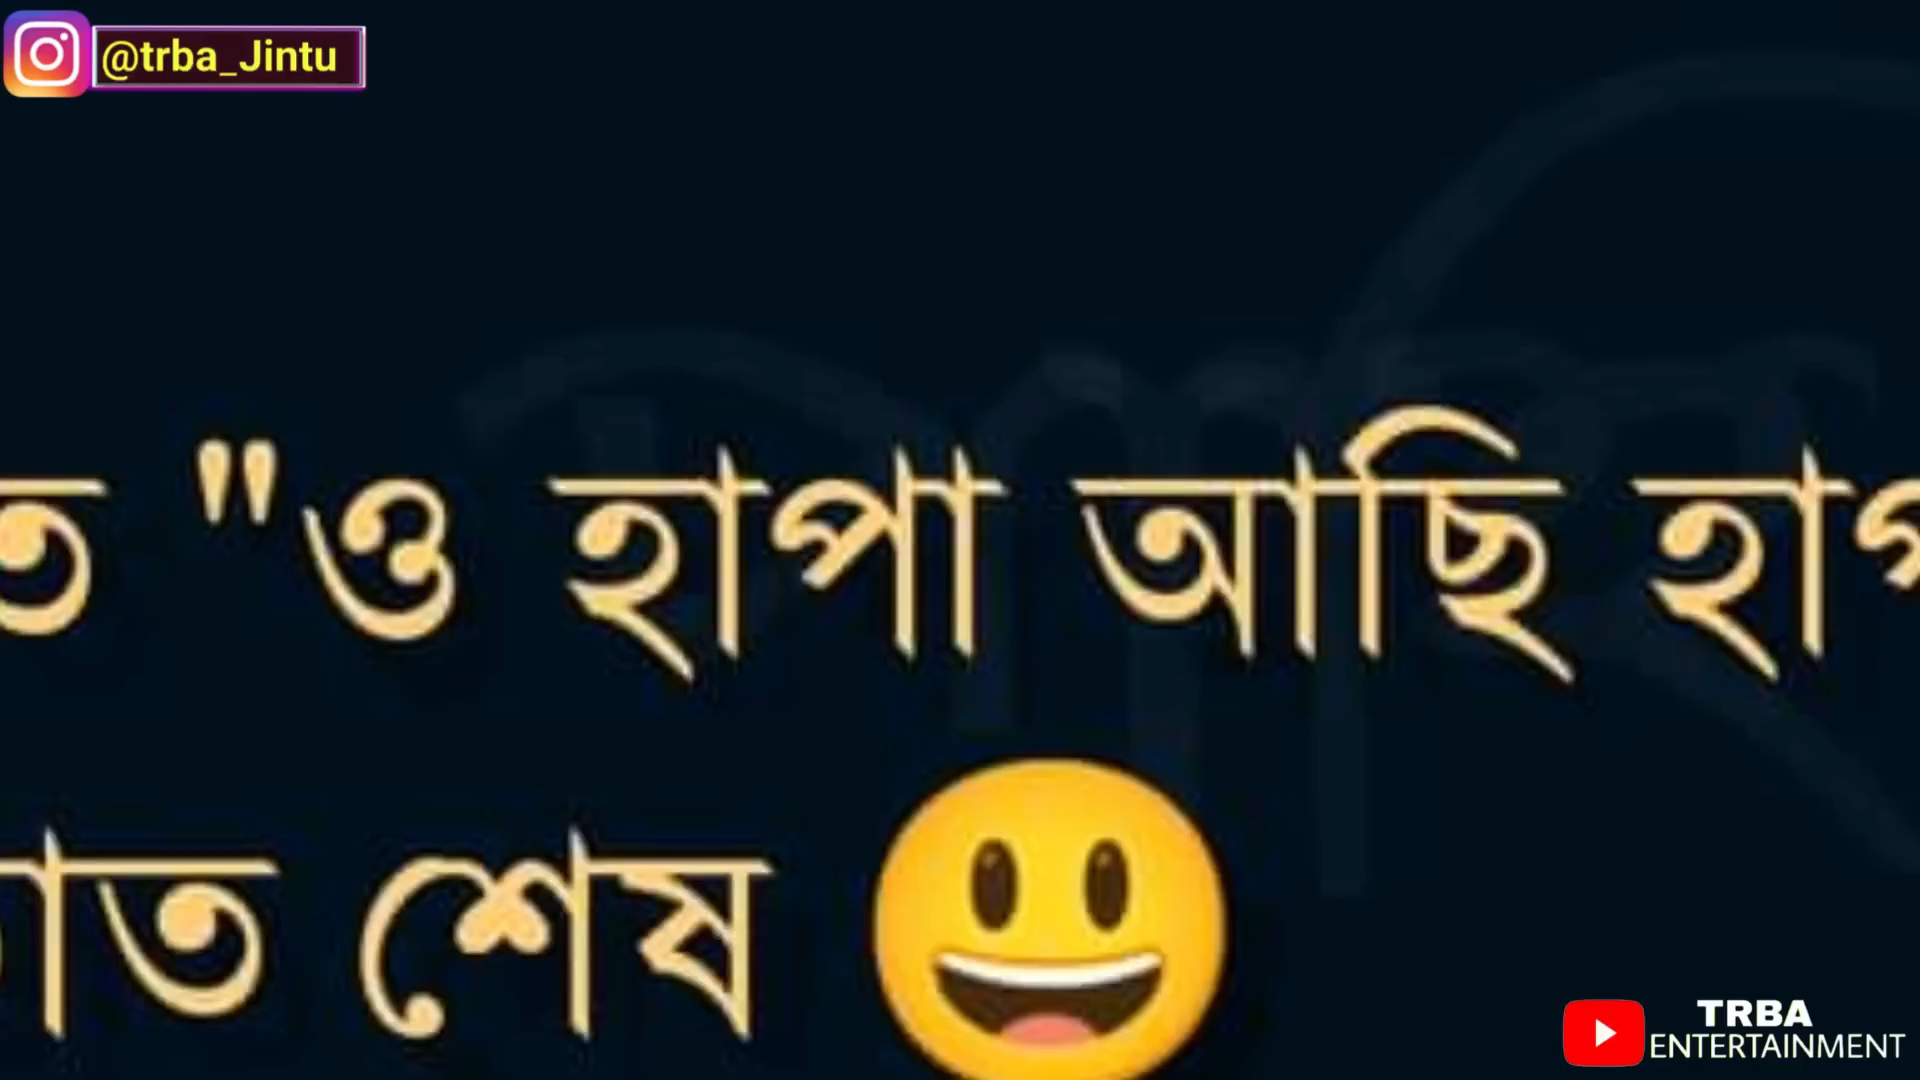 @trba_Jintu
ত "ও হাপা আছি হাপ
াত শেষ 😃
TRBA
ENTERTAINMENT